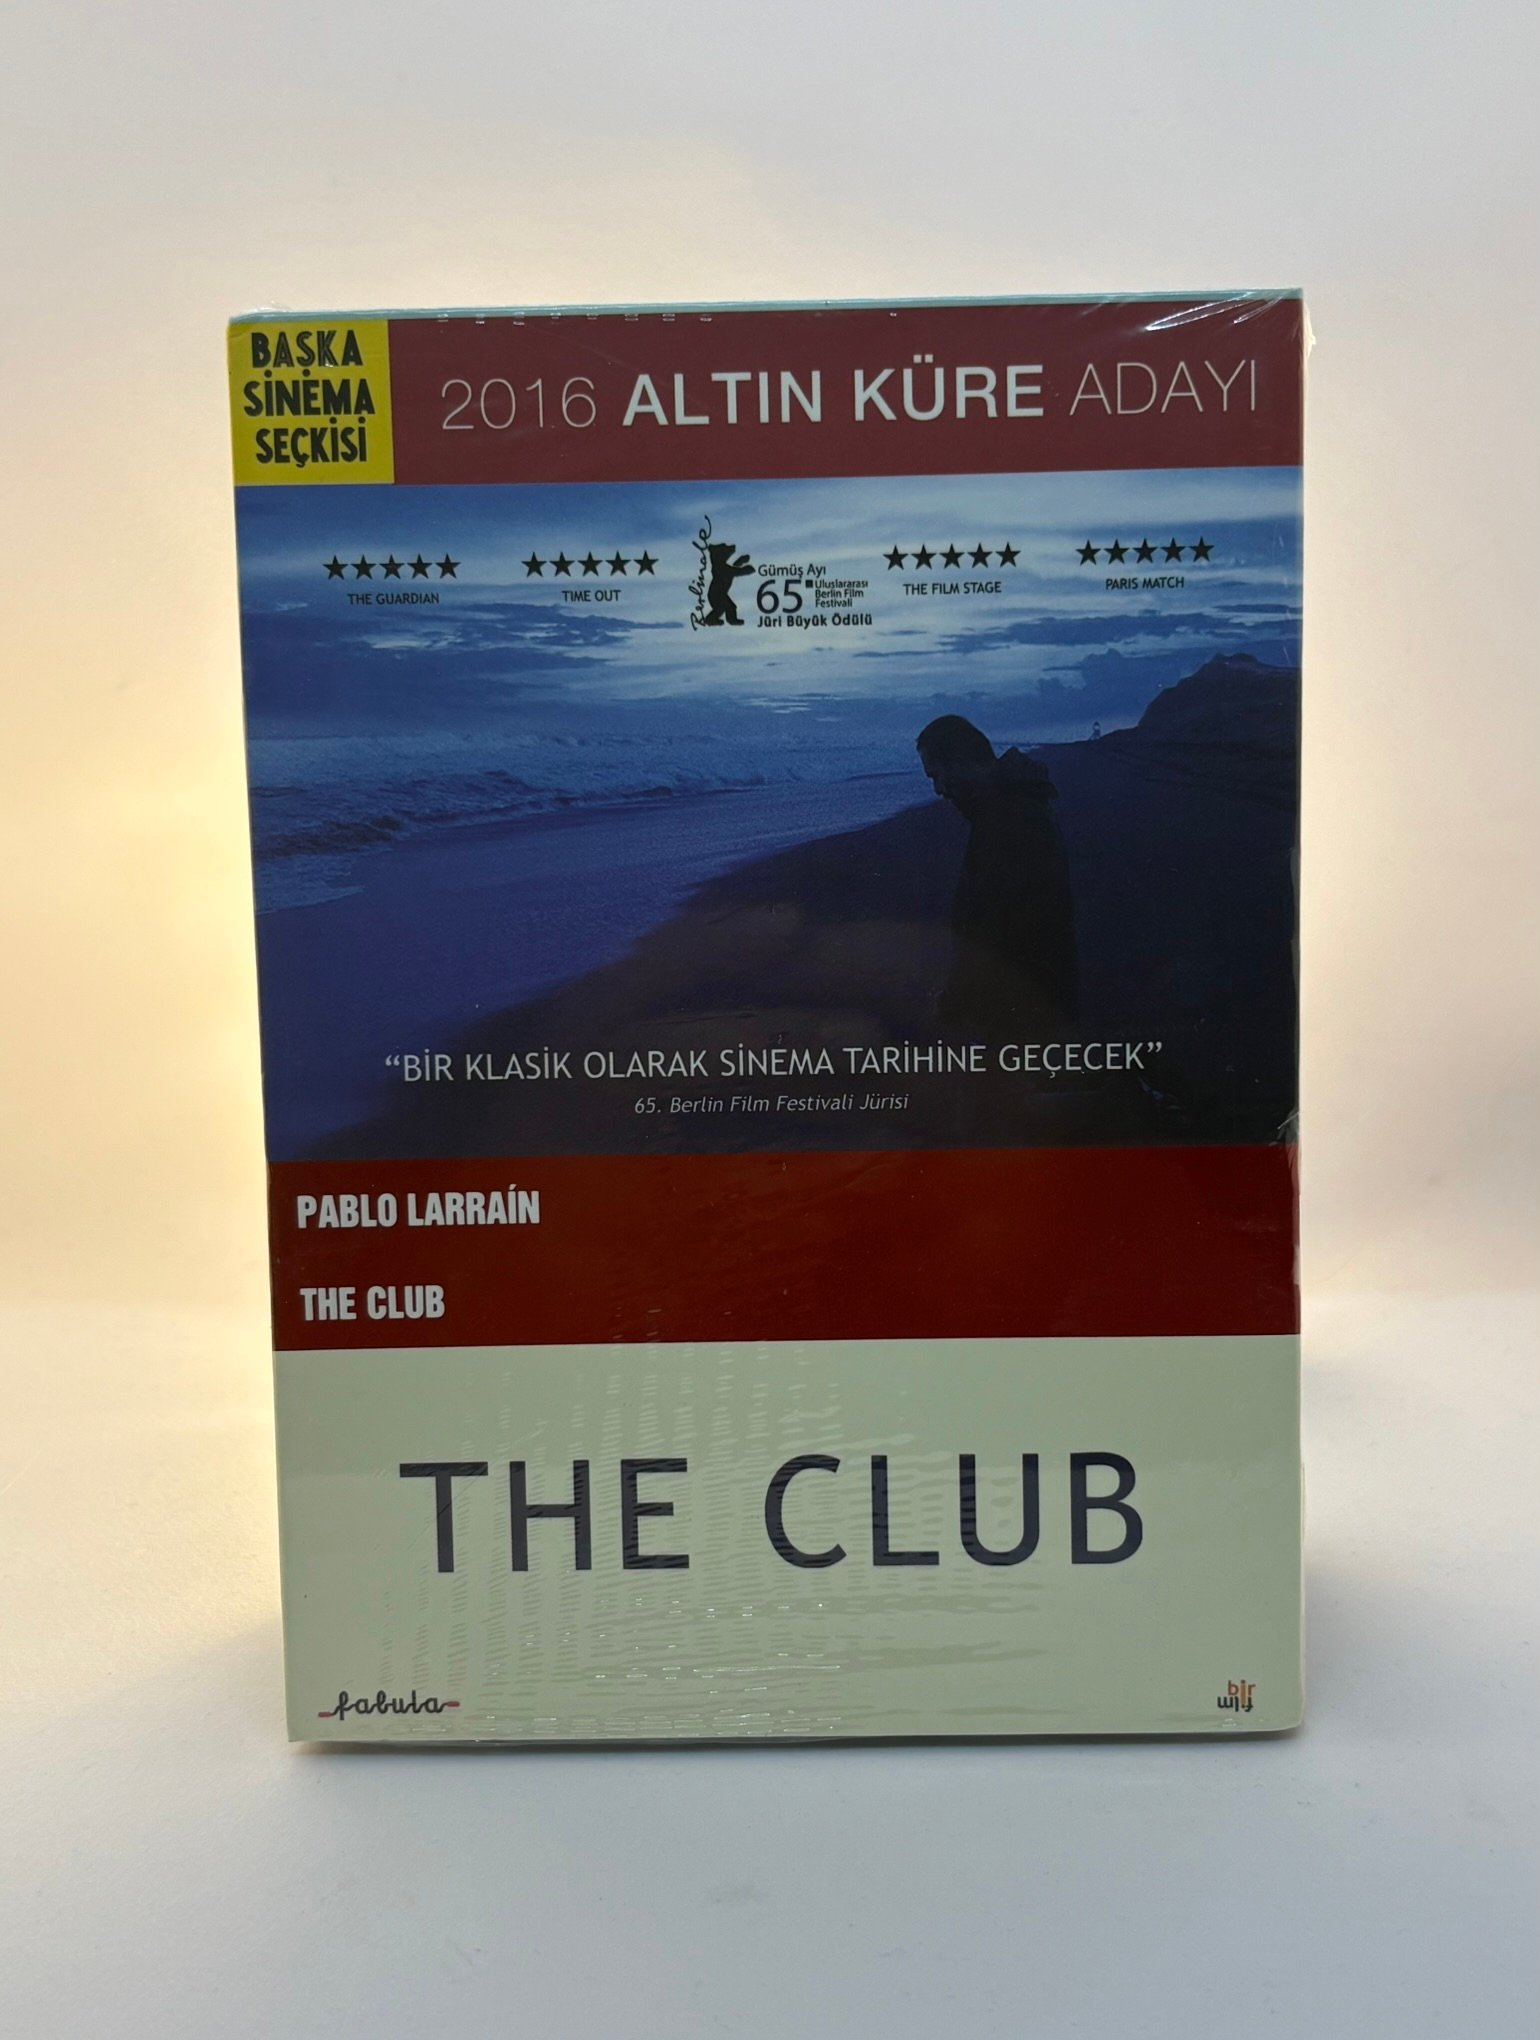 BAŞKA
SİNEMA
SEÇKİSİ
2016 ALTIN KÜRE ADAYI
★★★★★
THE GUARDIAN
★★★★★
TIME OUT
Berlinale
Gümüş Ayı
65
Uluslararası
Berlin Film
Festivali
Jüri Büyük Ödülü
★★★★★
THE FILM STAGE
★★★★★
PARIS MATCH
“BİR KLASİK OLARAK SİNEMA TARİHİNE GEÇECEK”
65. Berlin Film Festivali Jürisi
PABLO LARRAÍN
THE CLUB
THE CLUB
fabula
bir
film